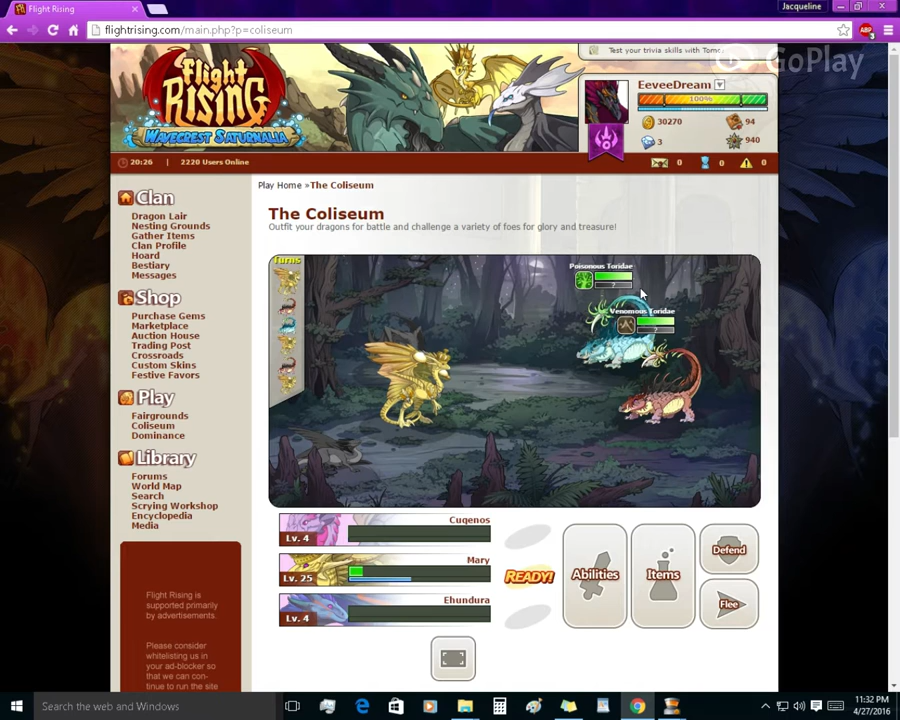 Flight Rising
Jacqueline
flightrising.com/main.php?p=coliseum
ABP
Flight
RISING
WAVECREST SATURNALIA
Test your trivia skills with Tomo
GoPlay
EeveeDream
100%
30270
94
3
940
20:26 | 2220 Users Online
0
0
0
Clan
Dragon Lair
Nesting Grounds
Gather Items
Clan Profile
Hoard
Bestiary
Messages
Shop
Purchase Gems
Marketplace
Auction House
Trading Post
Crossroads
Custom Skins
Festive Favors
Play
Fairgrounds
Coliseum
Dominance
Library
Forums
World Map
Search
Scrying Workshop
Encyclopedia
Media
Flight Rising is
supported primarily
by advertisements.
Please consider
whitelisting us in
your ad-blocker so
that we can con-
tinue to run the site
Play Home »The Coliseum
The Coliseum
Outfit your dragons for battle and challenge a variety of foes for glory and treasure!
Turns
Poisonous Toridae
?
Venomous Toridae
?
Cuqenos
Lv. 4
Mary
Lv. 25
Ehundura
Lv. 4
READY!
Abilities
Items
Defend
Flee
Search the web and Windows
11:32 PM
4/27/2016